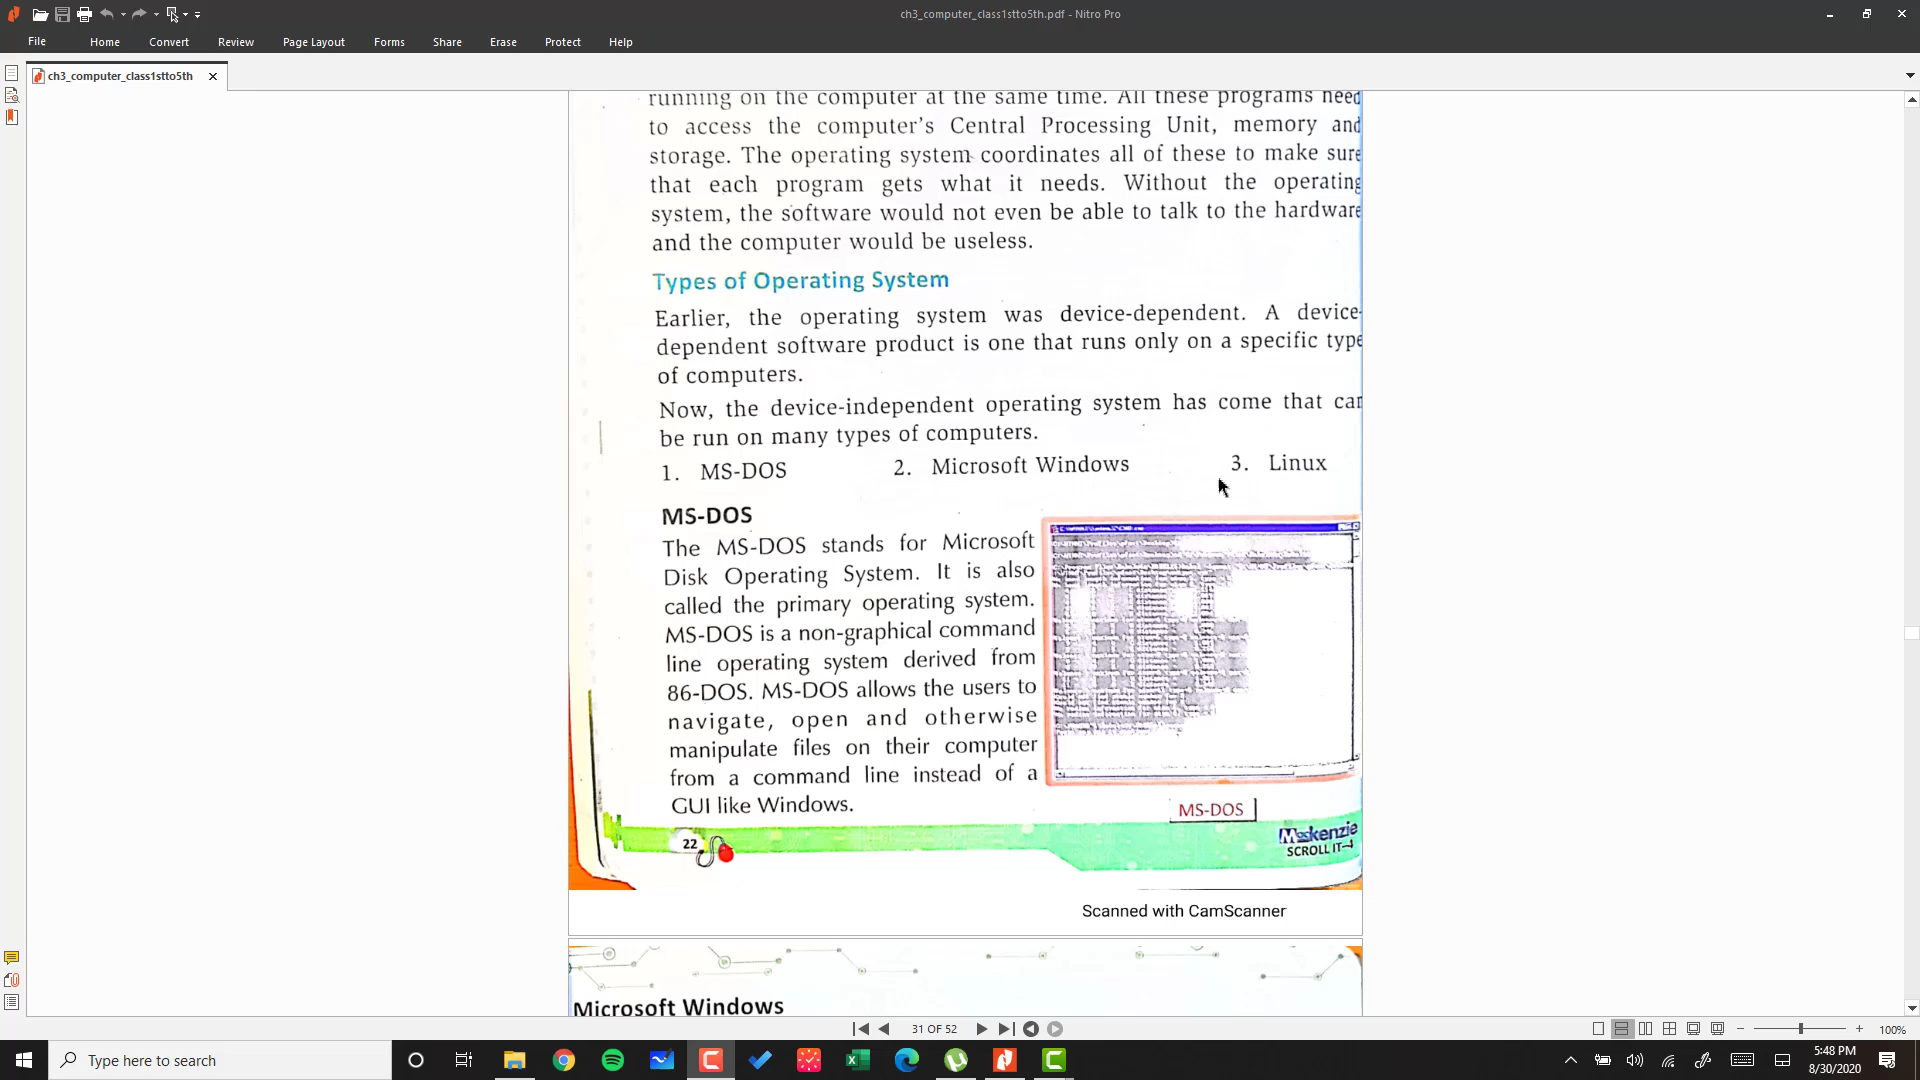 ch3_computer_class1stto5th.pdf - Nitro Pro
File Home Convert Review Page Layout Forms Share Erase Protect Help
ch3_computer_class1stto5th
running on the computer at the same time. All these programs need
to access the computer's Central Processing Unit, memory and
storage. The operating system coordinates all of these to make sure
that each program gets what it needs. Without the operating
system, the software would not even be able to talk to the hardware
and the computer would be useless.
Types of Operating System
Earlier, the operating system was device-dependent. A device-
dependent software product is one that runs only on a specific type
of computers.
Now, the device-independent operating system has come that can
be run on many types of computers.
1. MS-DOS 2. Microsoft Windows 3. Linux
MS-DOS
The MS-DOS stands for Microsoft
Disk Operating System. It is also
called the primary operating system.
MS-DOS is a non-graphical command
line operating system derived from
86-DOS. MS-DOS allows the users to
navigate, open and otherwise
manipulate files on their computer
from a command line instead of a
GUI like Windows.
MS-DOS
22
Maskenzie
SCROLL IT-4
Scanned with CamScanner
Microsoft Windows
31 OF 52
100%
Type here to search
5:48 PM
8/30/2020